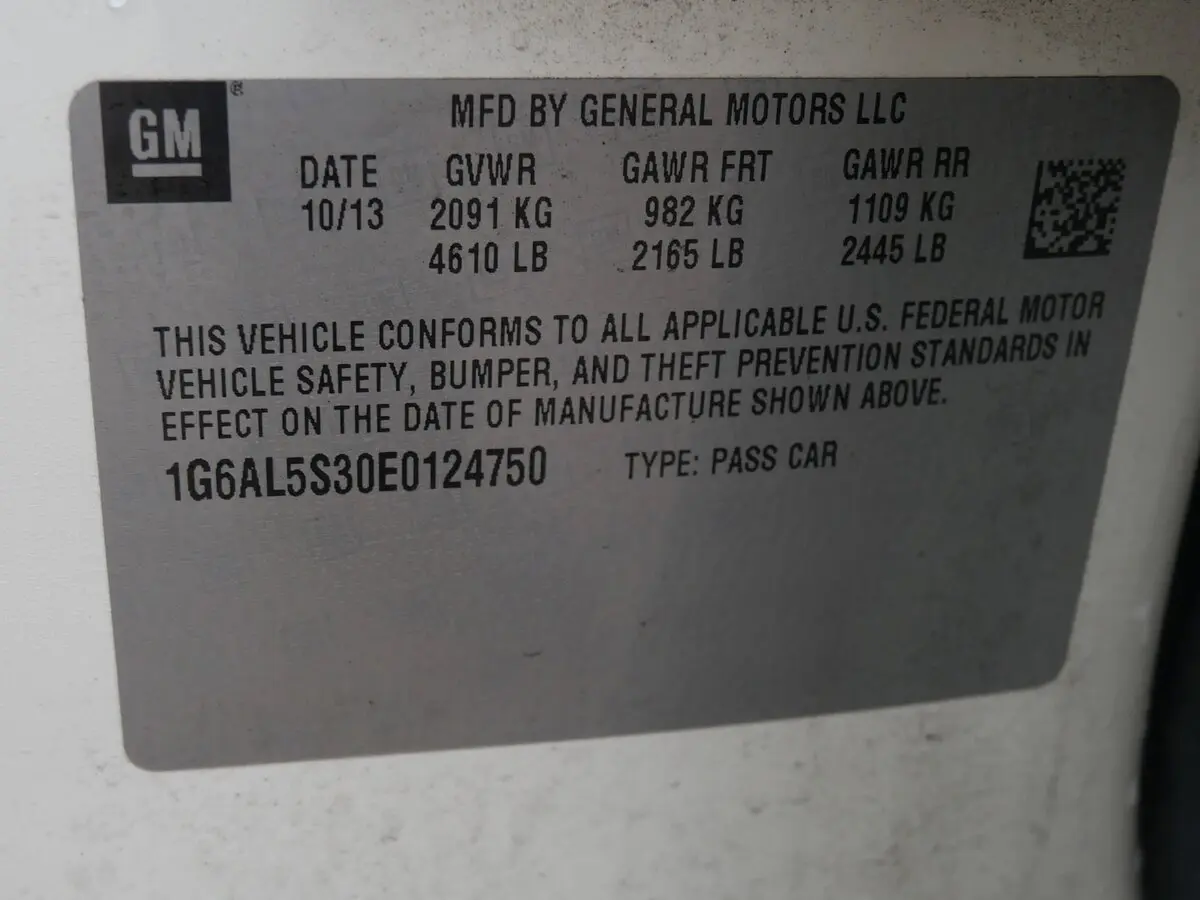 GM ®
MFD BY GENERAL MOTORS LLC
DATE GVWR GAWR FRT GAWR RR
10/13 2091 KG 982 KG 1109 KG
4610 LB 2165 LB 2445 LB
THIS VEHICLE CONFORMS TO ALL APPLICABLE U.S. FEDERAL MOTOR
VEHICLE SAFETY, BUMPER, AND THEFT PREVENTION STANDARDS IN
EFFECT ON THE DATE OF MANUFACTURE SHOWN ABOVE.
1G6AL5S30E0124750 TYPE: PASS CAR